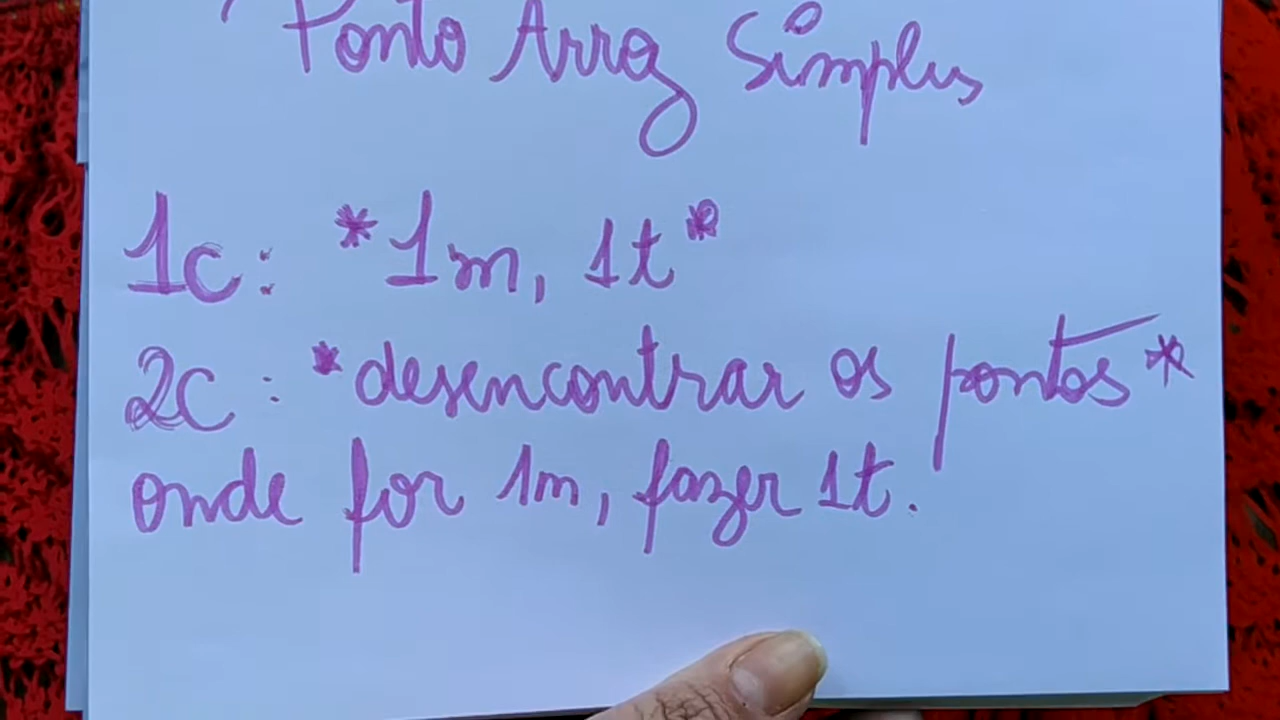 Ponto Arroz Simples
1c: *1m, 1t*
2c: *desencontrar os pontos*
onde for 1m, fazer 1t.